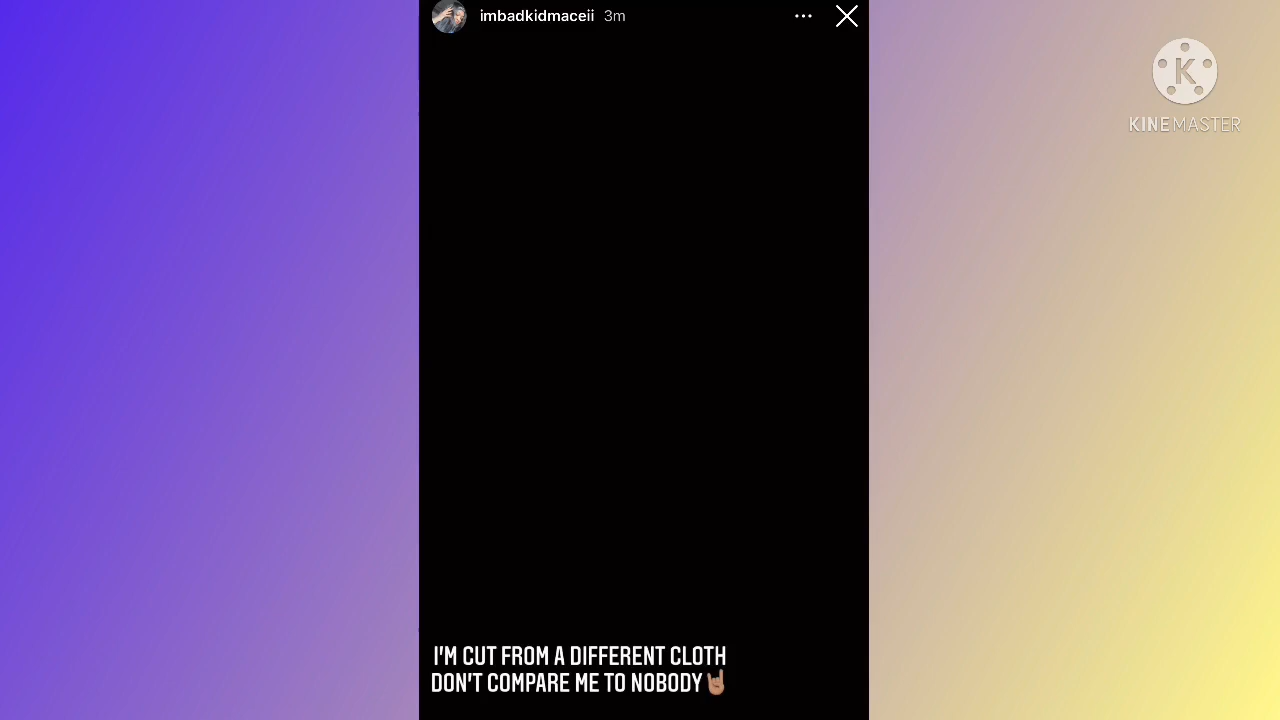 imbadkidmaceii 3m
KINEMASTER
I'M CUT FROM A DIFFERENT CLOTH
DON'T COMPARE ME TO NOBODY🤘🏽